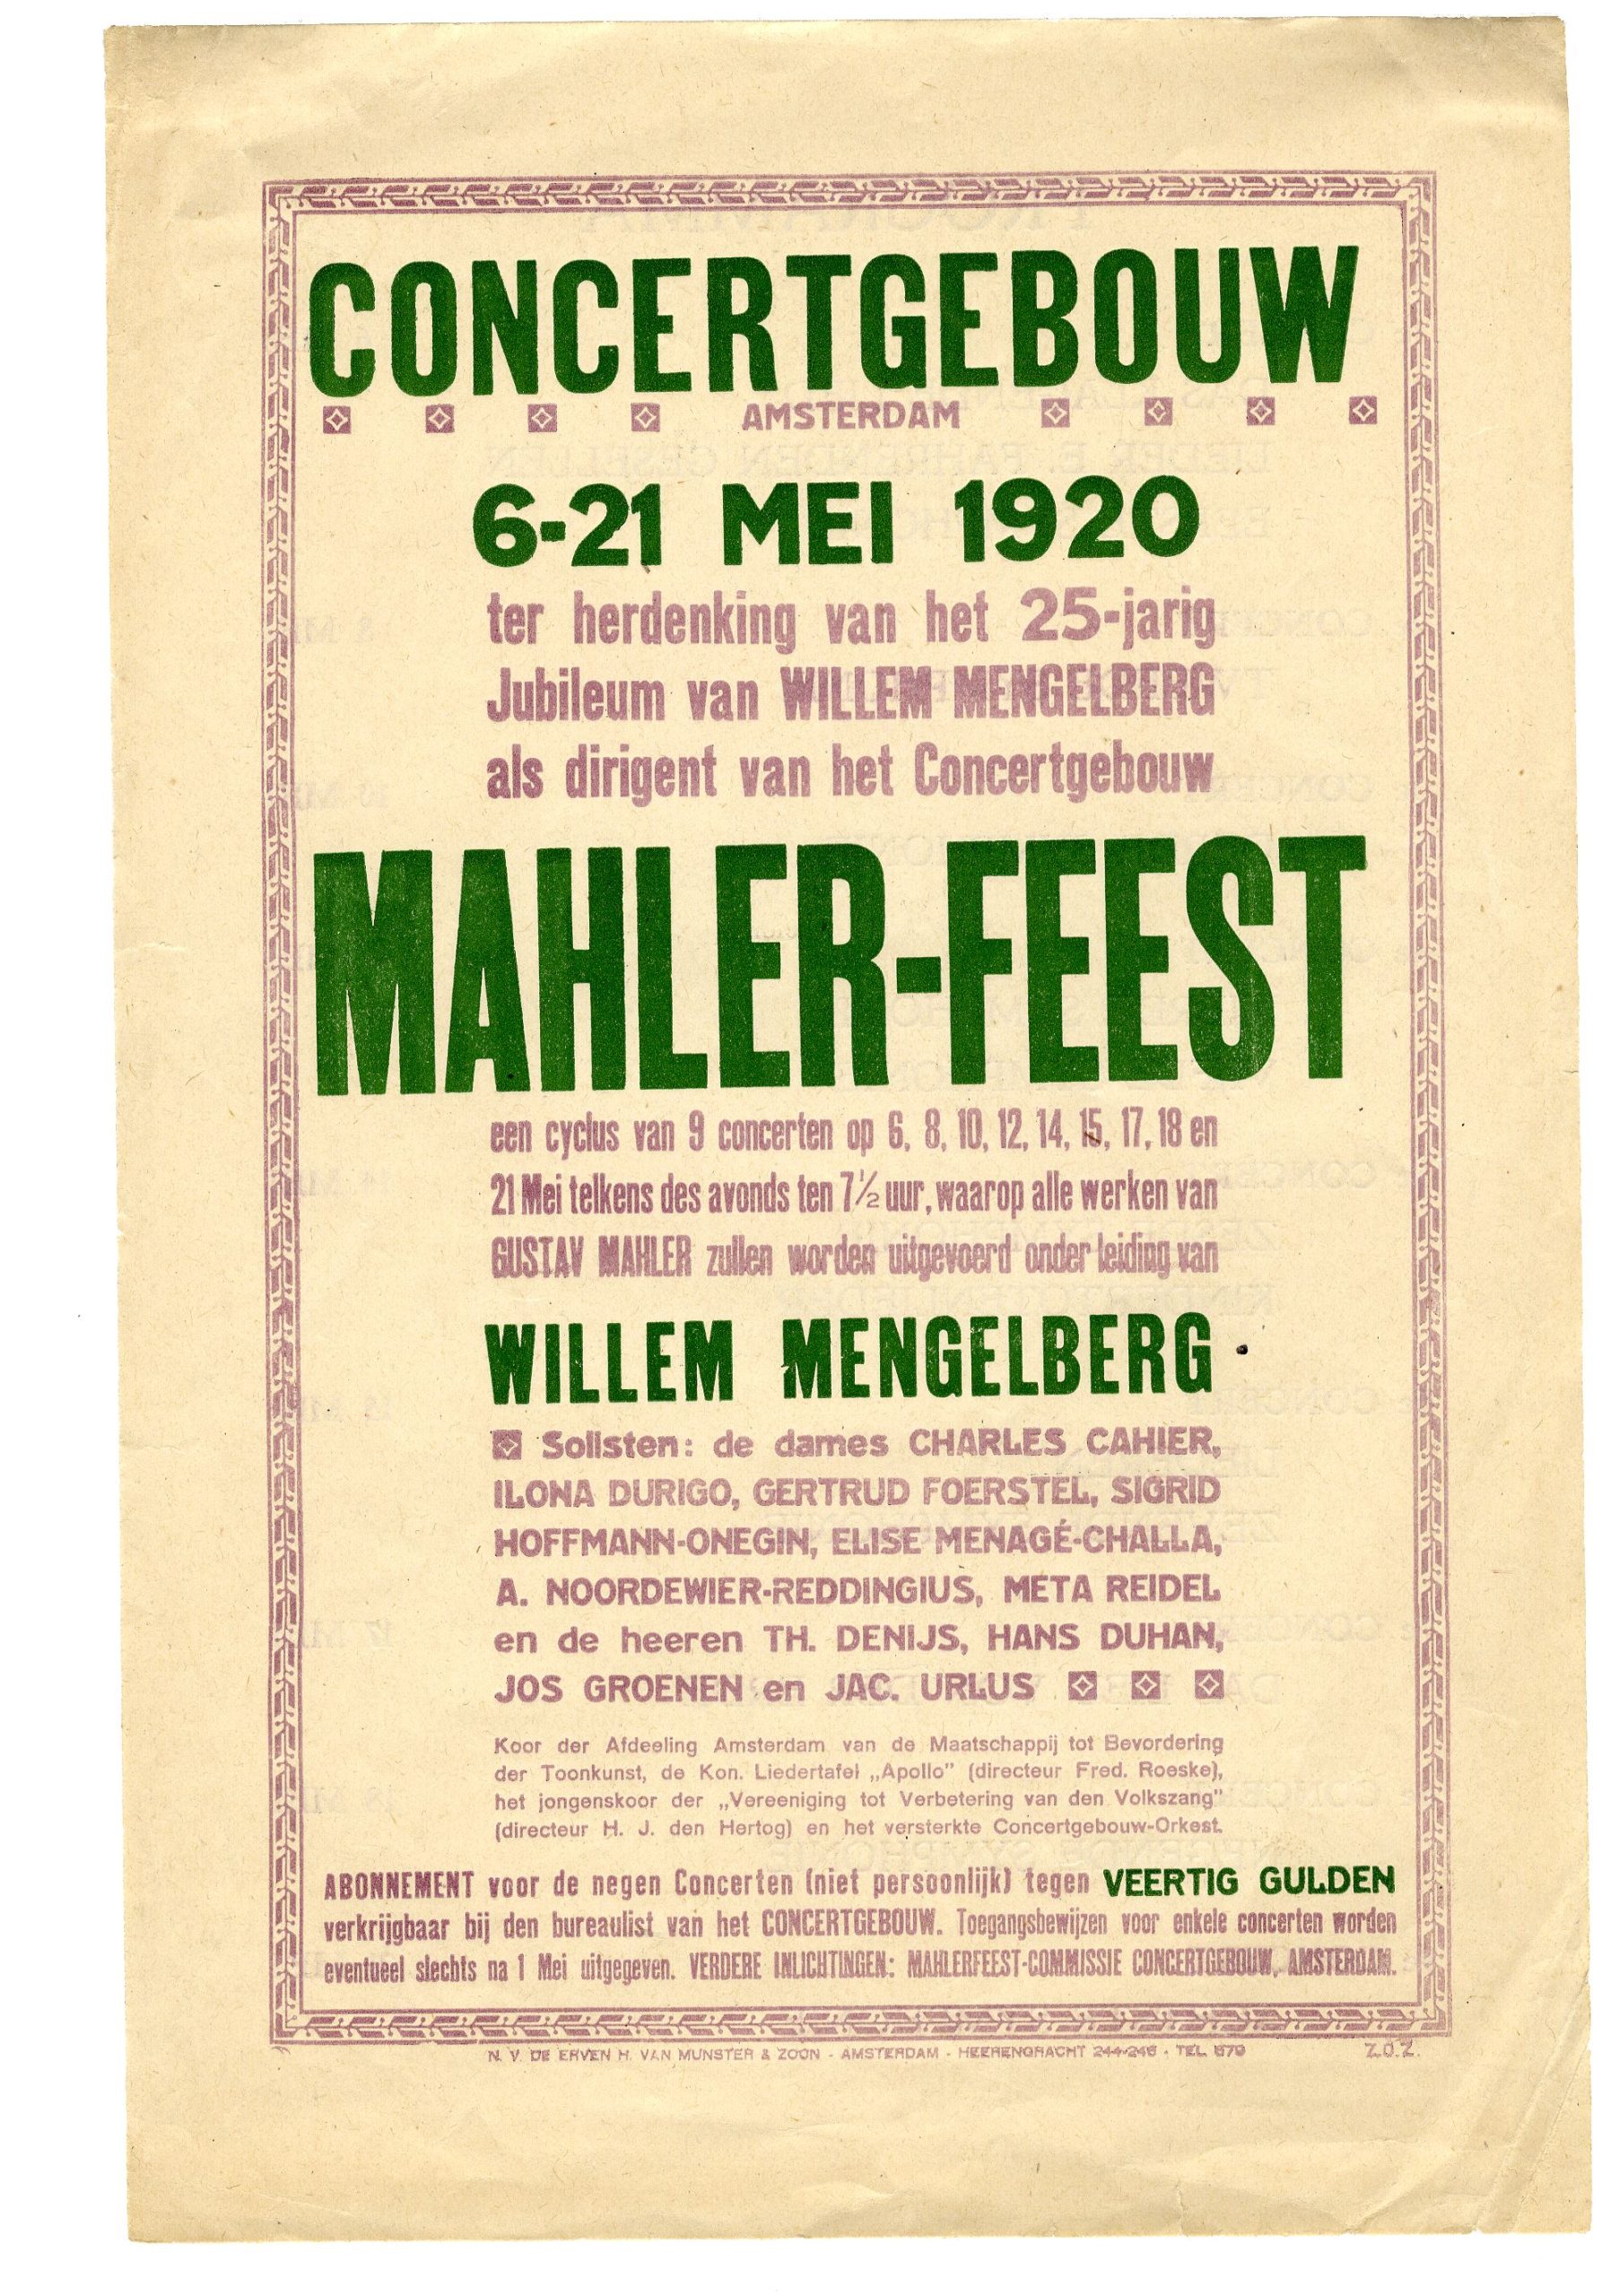 CONCERTGEBOUW
AMSTERDAM
6-21 MEI 1920
ter herdenking van het 25-jarig
Jubileum van WILLEM MENGELBERG
als dirigent van het Concertgebouw
MAHLER-FEEST
een cyclus van 9 concerten op 6, 8, 10, 12, 14, 15, 17, 18 en
21 Mei telkens des avonds ten 7½ uur, waarop alle werken van
GUSTAV MAHLER zullen worden uitgevoerd onder leiding van
WILLEM MENGELBERG
Solisten: de dames CHARLES CAHIER,
ILONA DURIGO, GERTRUD FOERSTEL, SIGRID
HOFFMANN-ONEGIN, ELISE MENAGÉ-CHALLA,
A. NOORDEWIER-REDDINGIUS, META REIDEL
en de heeren TH. DENIJS, HANS DUHAN,
JOS GROENEN en JAC. URLUS
Koor der Afdeeling Amsterdam van de Maatschappij tot Bevordering
der Toonkunst, de Kon. Liedertafel „Apollo” (directeur Fred. Roeske),
het jongenskoor der „Vereeniging tot Verbetering van den Volkszang”
(directeur H. J. den Hertog) en het versterkte Concertgebouw-Orkest.
ABONNEMENT voor de negen Concerten (niet persoonlijk) tegen VEERTIG GULDEN
verkrijgbaar bij den bureaulist van het CONCERTGEBOUW. Toegangsbewijzen voor enkele concerten worden
eventueel slechts na 1 Mei uitgegeven. VERDERE INLICHTINGEN: MAHLERFEEST-COMMISSIE CONCERTGEBOUW, AMSTERDAM.
N. V. DE ERVEN H. VAN MUNSTER & ZOON - AMSTERDAM - HEERENGRACHT 244-246 - TEL 679
Z.O.Z.